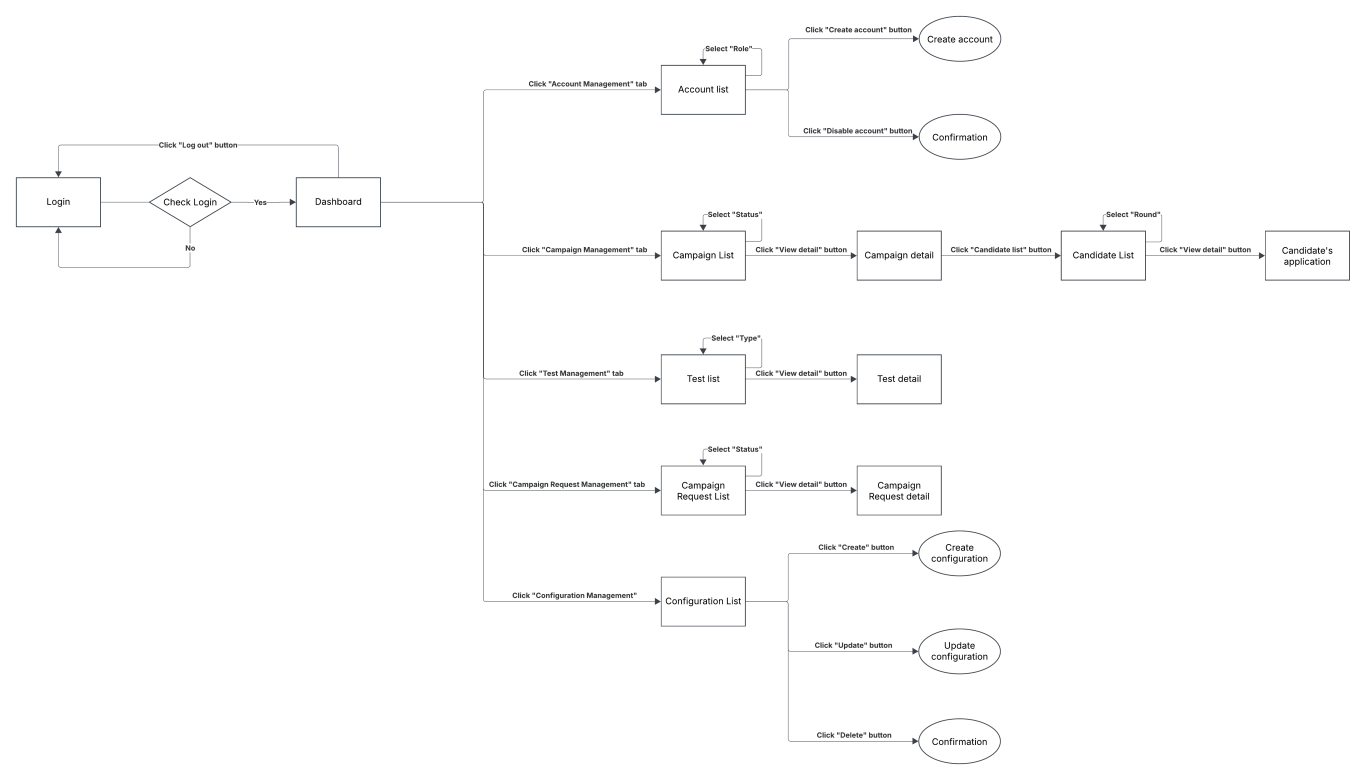 Click "Create account" button
Create account
Select "Role"
Click "Account Management" tab
Account list
Click "Disable account" button
Confirmation
Click "Log out" button
Login
Check Login
Yes
Dashboard
No
Select "Status"
Select "Round"
Click "Campaign Management" tab
Campaign List
Click "View detail" button
Campaign detail
Click "Candidate list" button
Candidate List
Click "View detail" button
Candidate's
application
Select "Type"
Click "Test Management" tab
Test list
Click "View detail" button
Test detail
Select "Status"
Click "Campaign Request Management" tab
Campaign
Request List
Click "View detail" button
Campaign
Request detail
Click "Create" button
Create
configuration
Click "Configuration Management"
Configuration List
Click "Update" button
Update
configuration
Click "Delete" button
Confirmation